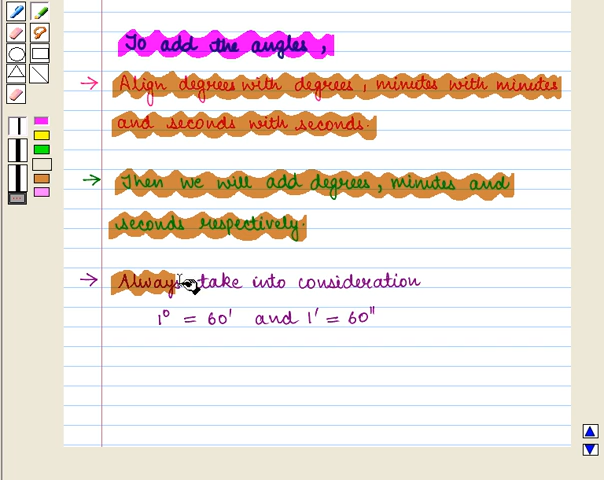 To add the angles,
→ Align degrees with degrees, minutes with minutes
and seconds with seconds.
→ Then we will add degrees, minutes and
seconds respectively.
→ Always take into consideration
1° = 60' and 1' = 60"